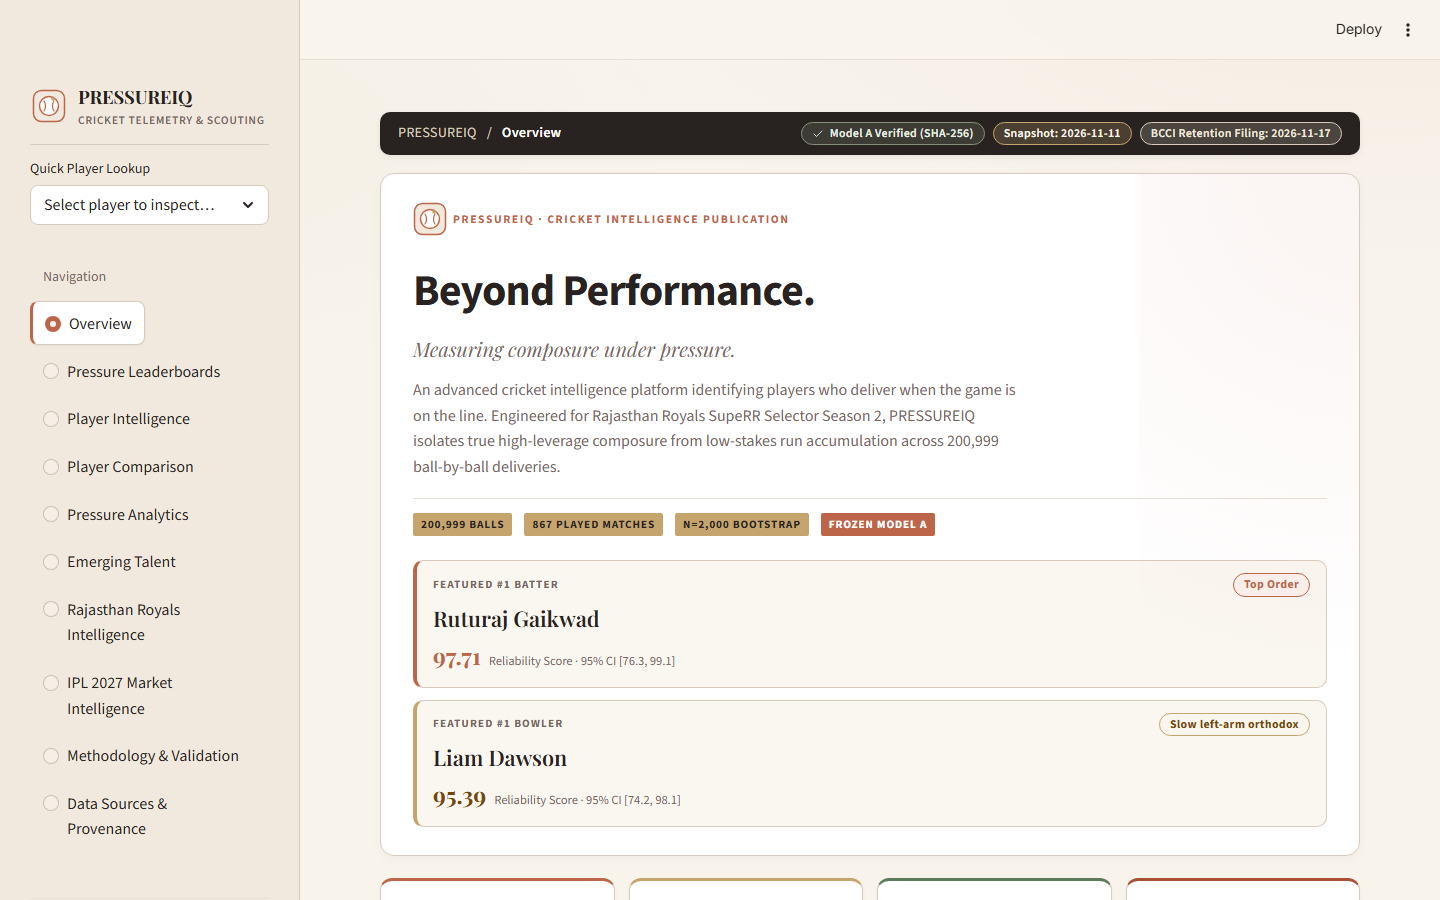 Deploy
PRESSUREIQ
CRICKET TELEMETRY & SCOUTING
Quick Player Lookup
Select player to inspect...
Navigation
Overview
Pressure Leaderboards
Player Intelligence
Player Comparison
Pressure Analytics
Emerging Talent
Rajasthan Royals
Intelligence
IPL 2027 Market
Intelligence
Methodology & Validation
Data Sources &
Provenance
PRESSUREIQ / Overview
✓ Model A Verified (SHA-256)
Snapshot: 2026-11-11
BCCI Retention Filing: 2026-11-17
PRESSUREIQ · CRICKET INTELLIGENCE PUBLICATION
Beyond Performance.
Measuring composure under pressure.
An advanced cricket intelligence platform identifying players who deliver when the game is
on the line. Engineered for Rajasthan Royals SupeRR Selector Season 2, PRESSUREIQ
isolates true high-leverage composure from low-stakes run accumulation across 200,999
ball-by-ball deliveries.
200,999 BALLS
867 PLAYED MATCHES
N=2,000 BOOTSTRAP
FROZEN MODEL A
FEATURED #1 BATTER
Top Order
Ruturaj Gaikwad
97.71 Reliability Score · 95% CI [76.3, 99.1]
FEATURED #1 BOWLER
Slow left-arm orthodox
Liam Dawson
95.39 Reliability Score · 95% CI [74.2, 98.1]